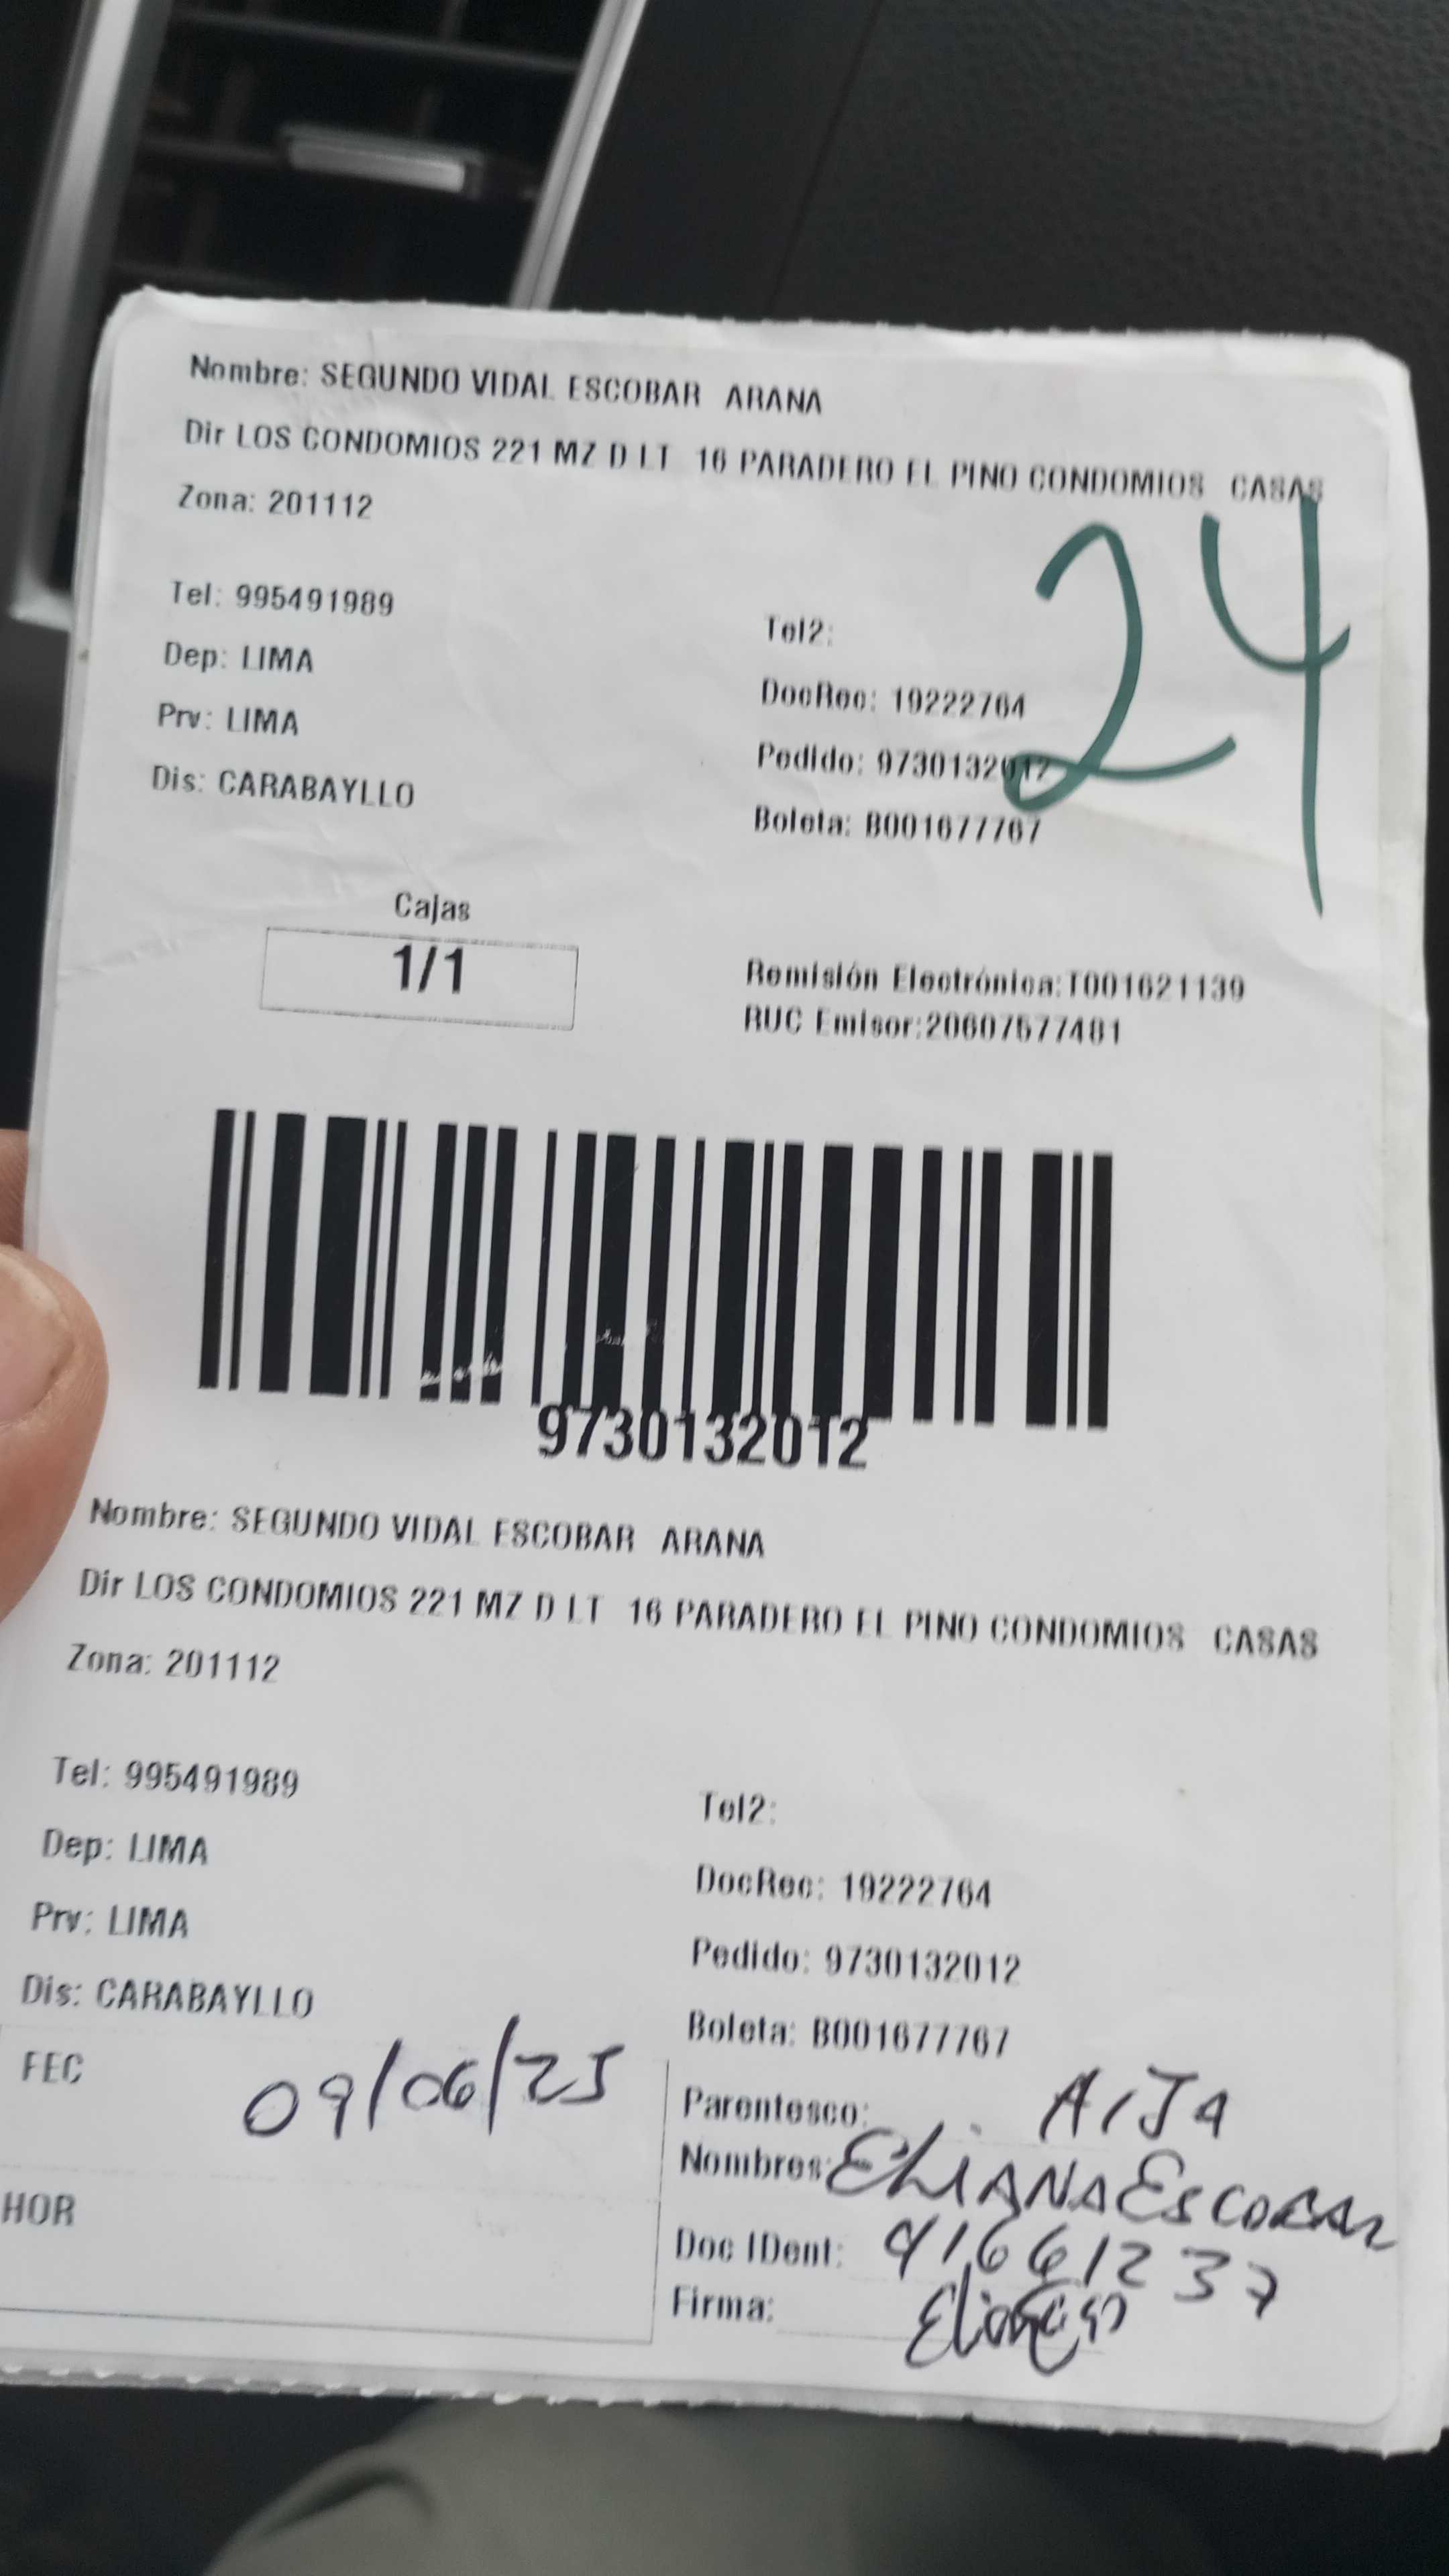 Nombre: SEGUNDO VIDAL ESCOBAR ARANA
Dir LOS CONDOMIOS 221 MZ D LT 16 PARADERO EL PINO CONDOMIOS CASAS
Zona: 201112
24
Tel: 995491989
Tel2:
Dep: LIMA
DocRec: 19222764
Prv: LIMA
Pedido: 9730132012
Dis: CARABAYLLO
Boleta: B001677767
Cajas
1/1
Remisión Electrónica:T001621139
RUC Emisor:20607577481
9730132012
Nombre: SEGUNDO VIDAL ESCOBAR ARANA
Dir LOS CONDOMIOS 221 MZ D LT 16 PARADERO EL PINO CONDOMIOS CASAS
Zona: 201112
Tel: 995491989
Tel2:
Dep: LIMA
DocRec: 19222764
Prv: LIMA
Pedido: 9730132012
Dis: CARABAYLLO
Boleta: B001677767
FEC 09/06/25
Parentesco: HIJA
Nombres: ELIANA ESCOBAR
HOR
Doc IDent: 41661237
Firma: